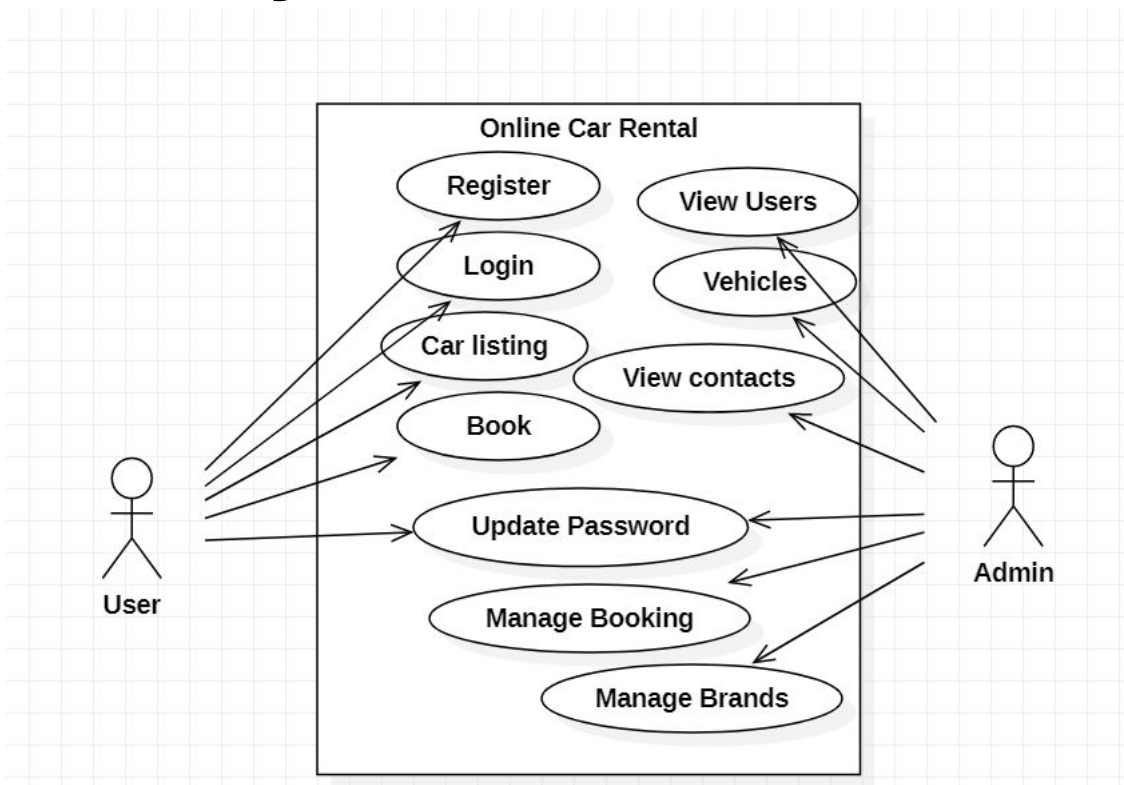 Online Car Rental
Register
View Users
Login
Vehicles
Car listing
View contacts
Book
Update Password
Manage Booking
Manage Brands
User
Admin